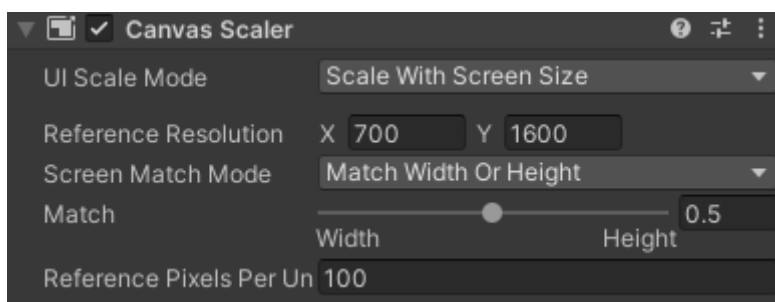 Canvas Scaler
UI Scale Mode Scale With Screen Size
Reference Resolution X 700 Y 1600
Screen Match Mode Match Width Or Height
Match 0.5
Width Height
Reference Pixels Per Un 100